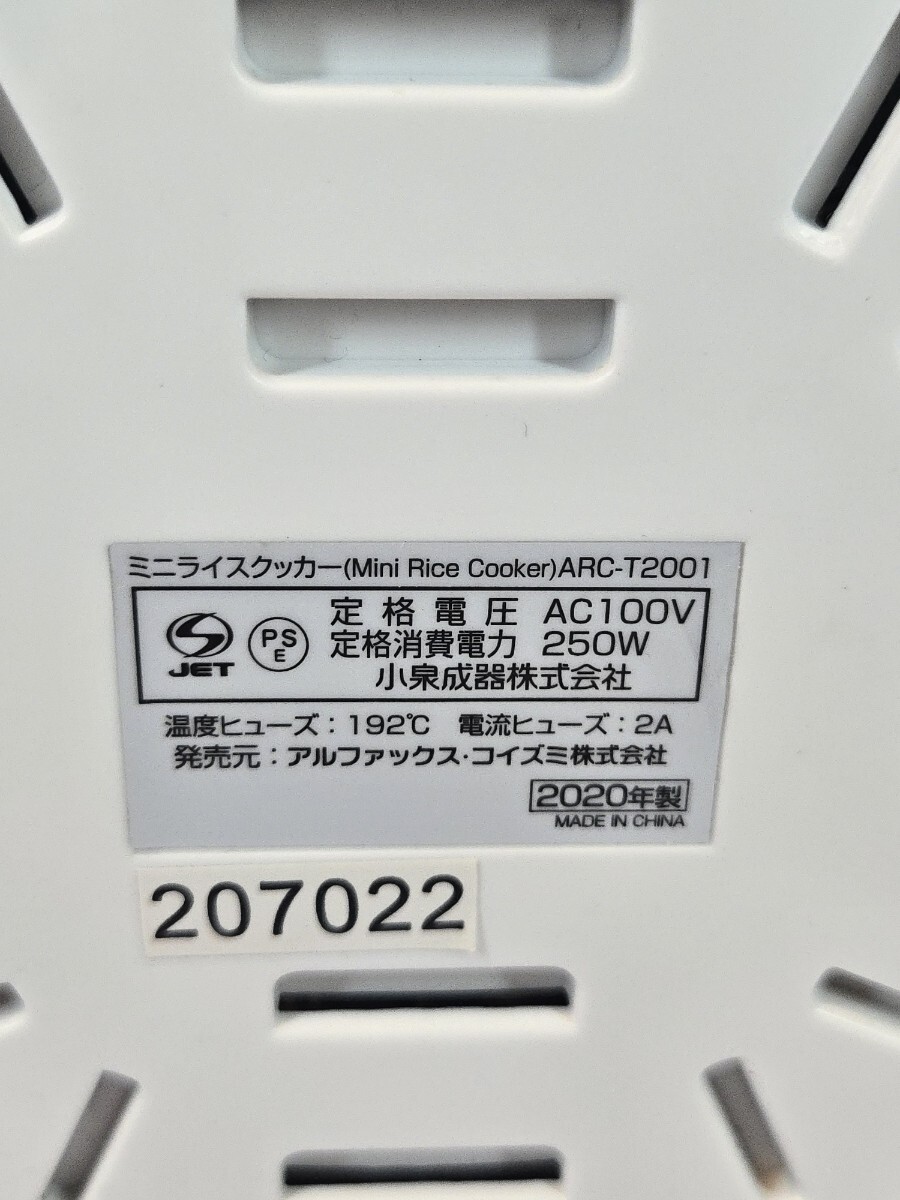 ミニライスクッカー(Mini Rice Cooker)ARC-T2001
定格電圧 AC100V
JET PSE 定格消費電力 250W
小泉成器株式会社
温度ヒューズ：192℃ 電流ヒューズ：2A
発売元：アルファックス・コイズミ株式会社
2020年製
MADE IN CHINA
207022